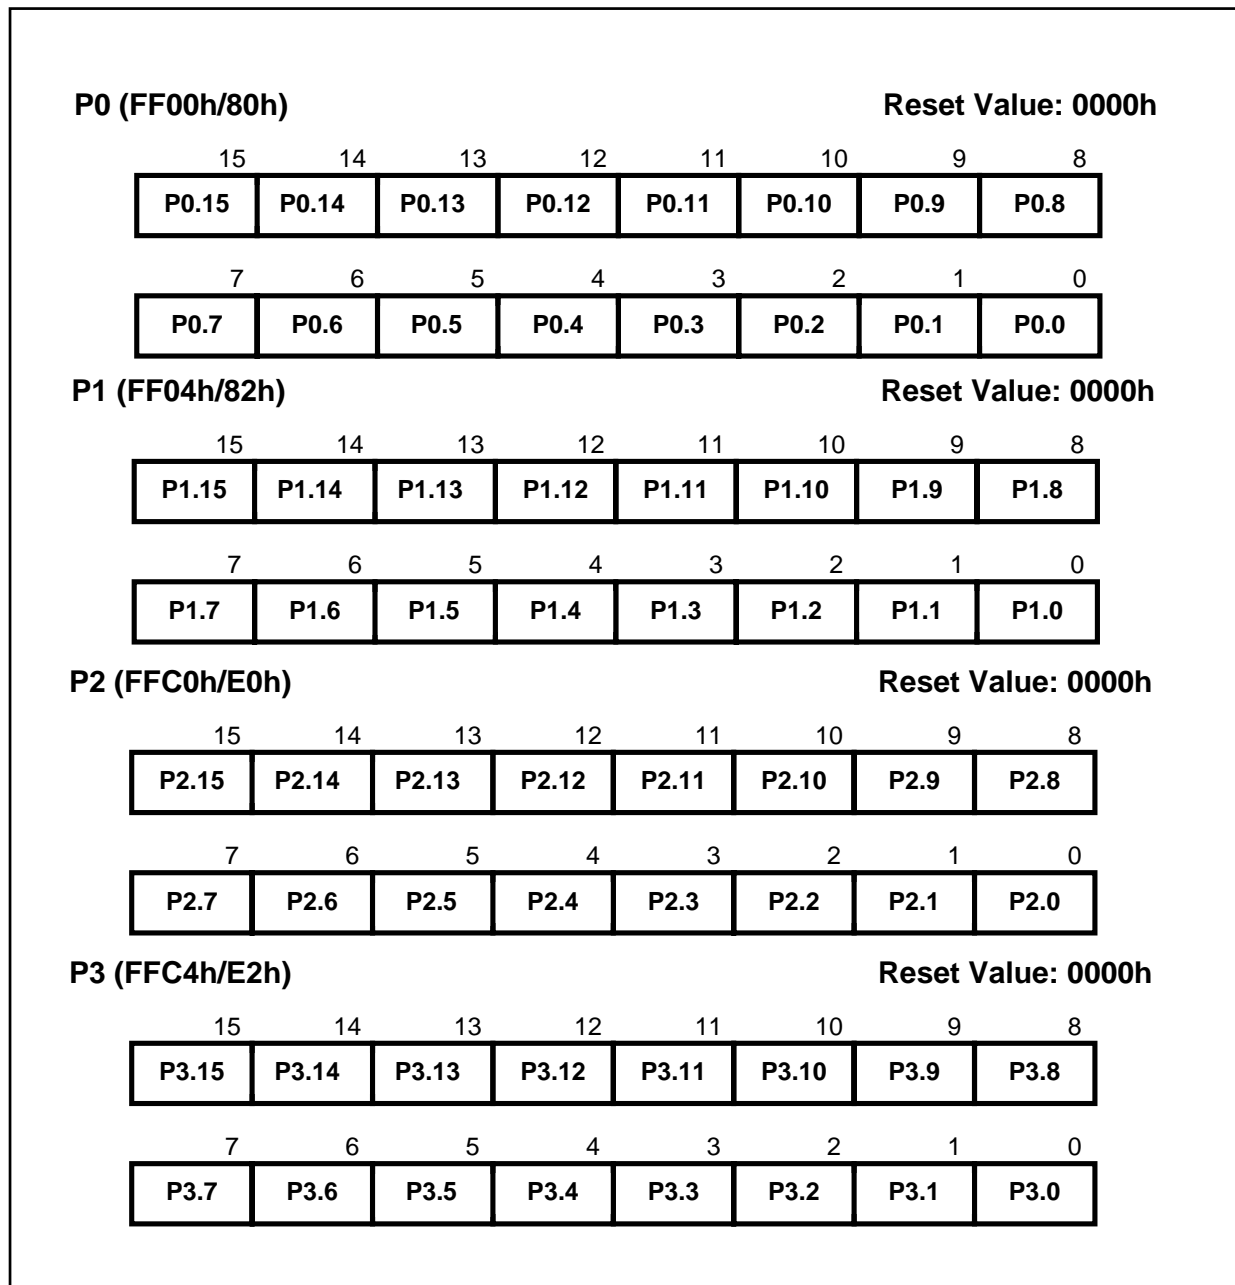 P0 (FF00h/80h) Reset Value: 0000h
15 14 13 12 11 10 9 8
P0.15 P0.14 P0.13 P0.12 P0.11 P0.10 P0.9 P0.8
7 6 5 4 3 2 1 0
P0.7 P0.6 P0.5 P0.4 P0.3 P0.2 P0.1 P0.0
P1 (FF04h/82h) Reset Value: 0000h
15 14 13 12 11 10 9 8
P1.15 P1.14 P1.13 P1.12 P1.11 P1.10 P1.9 P1.8
7 6 5 4 3 2 1 0
P1.7 P1.6 P1.5 P1.4 P1.3 P1.2 P1.1 P1.0
P2 (FFC0h/E0h) Reset Value: 0000h
15 14 13 12 11 10 9 8
P2.15 P2.14 P2.13 P2.12 P2.11 P2.10 P2.9 P2.8
7 6 5 4 3 2 1 0
P2.7 P2.6 P2.5 P2.4 P2.3 P2.2 P2.1 P2.0
P3 (FFC4h/E2h) Reset Value: 0000h
15 14 13 12 11 10 9 8
P3.15 P3.14 P3.13 P3.12 P3.11 P3.10 P3.9 P3.8
7 6 5 4 3 2 1 0
P3.7 P3.6 P3.5 P3.4 P3.3 P3.2 P3.1 P3.0